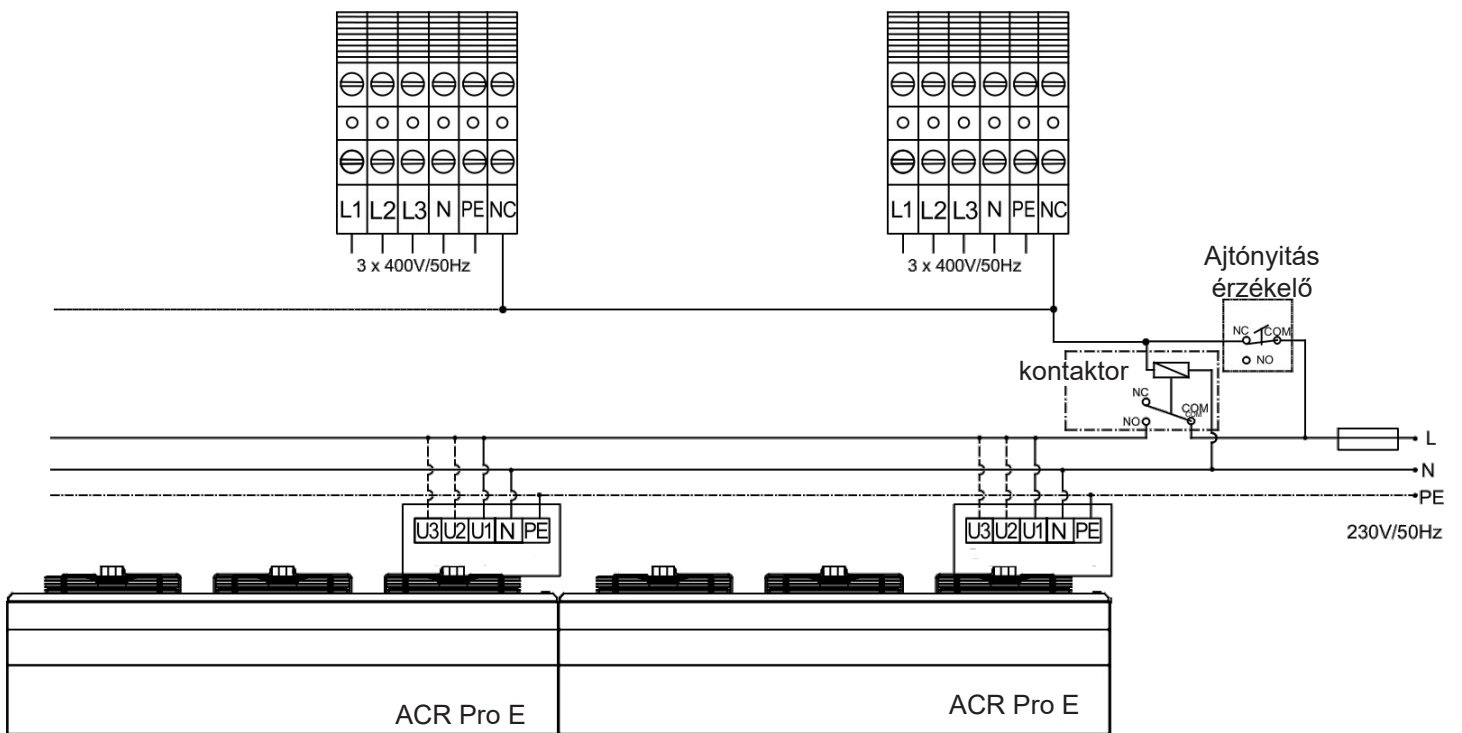 L1 L2 L3 N PE NC
3 x 400V/50Hz
L1 L2 L3 N PE NC
3 x 400V/50Hz
Ajtónyitás
érzékelő
NC COM
NO
kontaktor
NC
COM
COM
NO
L
N
PE
230V/50Hz
U3 U2 U1 N PE
U3 U2 U1 N PE
ACR Pro E
ACR Pro E